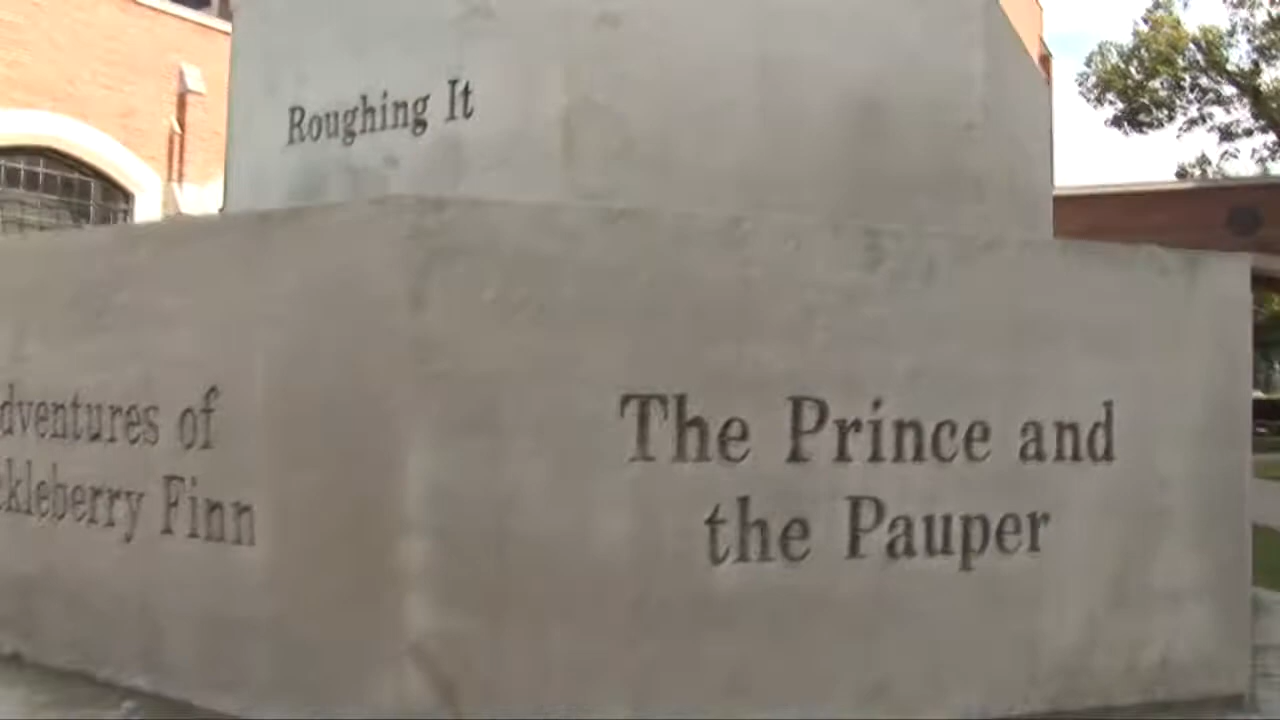 Roughing It
dventures of
ckleberry Finn
The Prince and
the Pauper